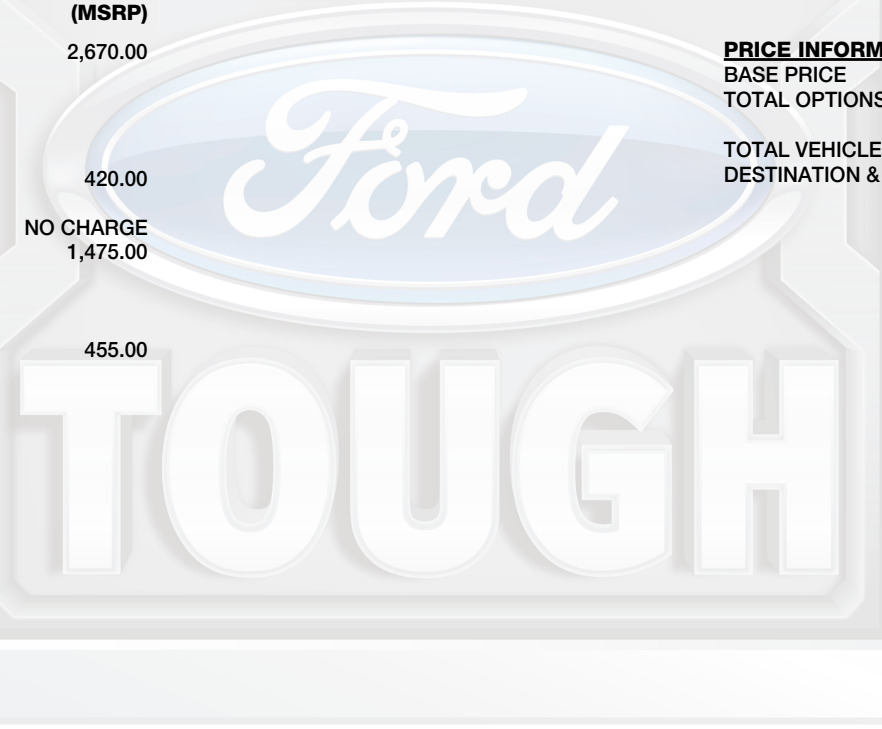 (MSRP)
2,670.00
420.00
NO CHARGE
1,475.00
455.00
PRICE INFORM
BASE PRICE
TOTAL OPTIONS
TOTAL VEHICLE
DESTINATION &
Ford
TOUGH